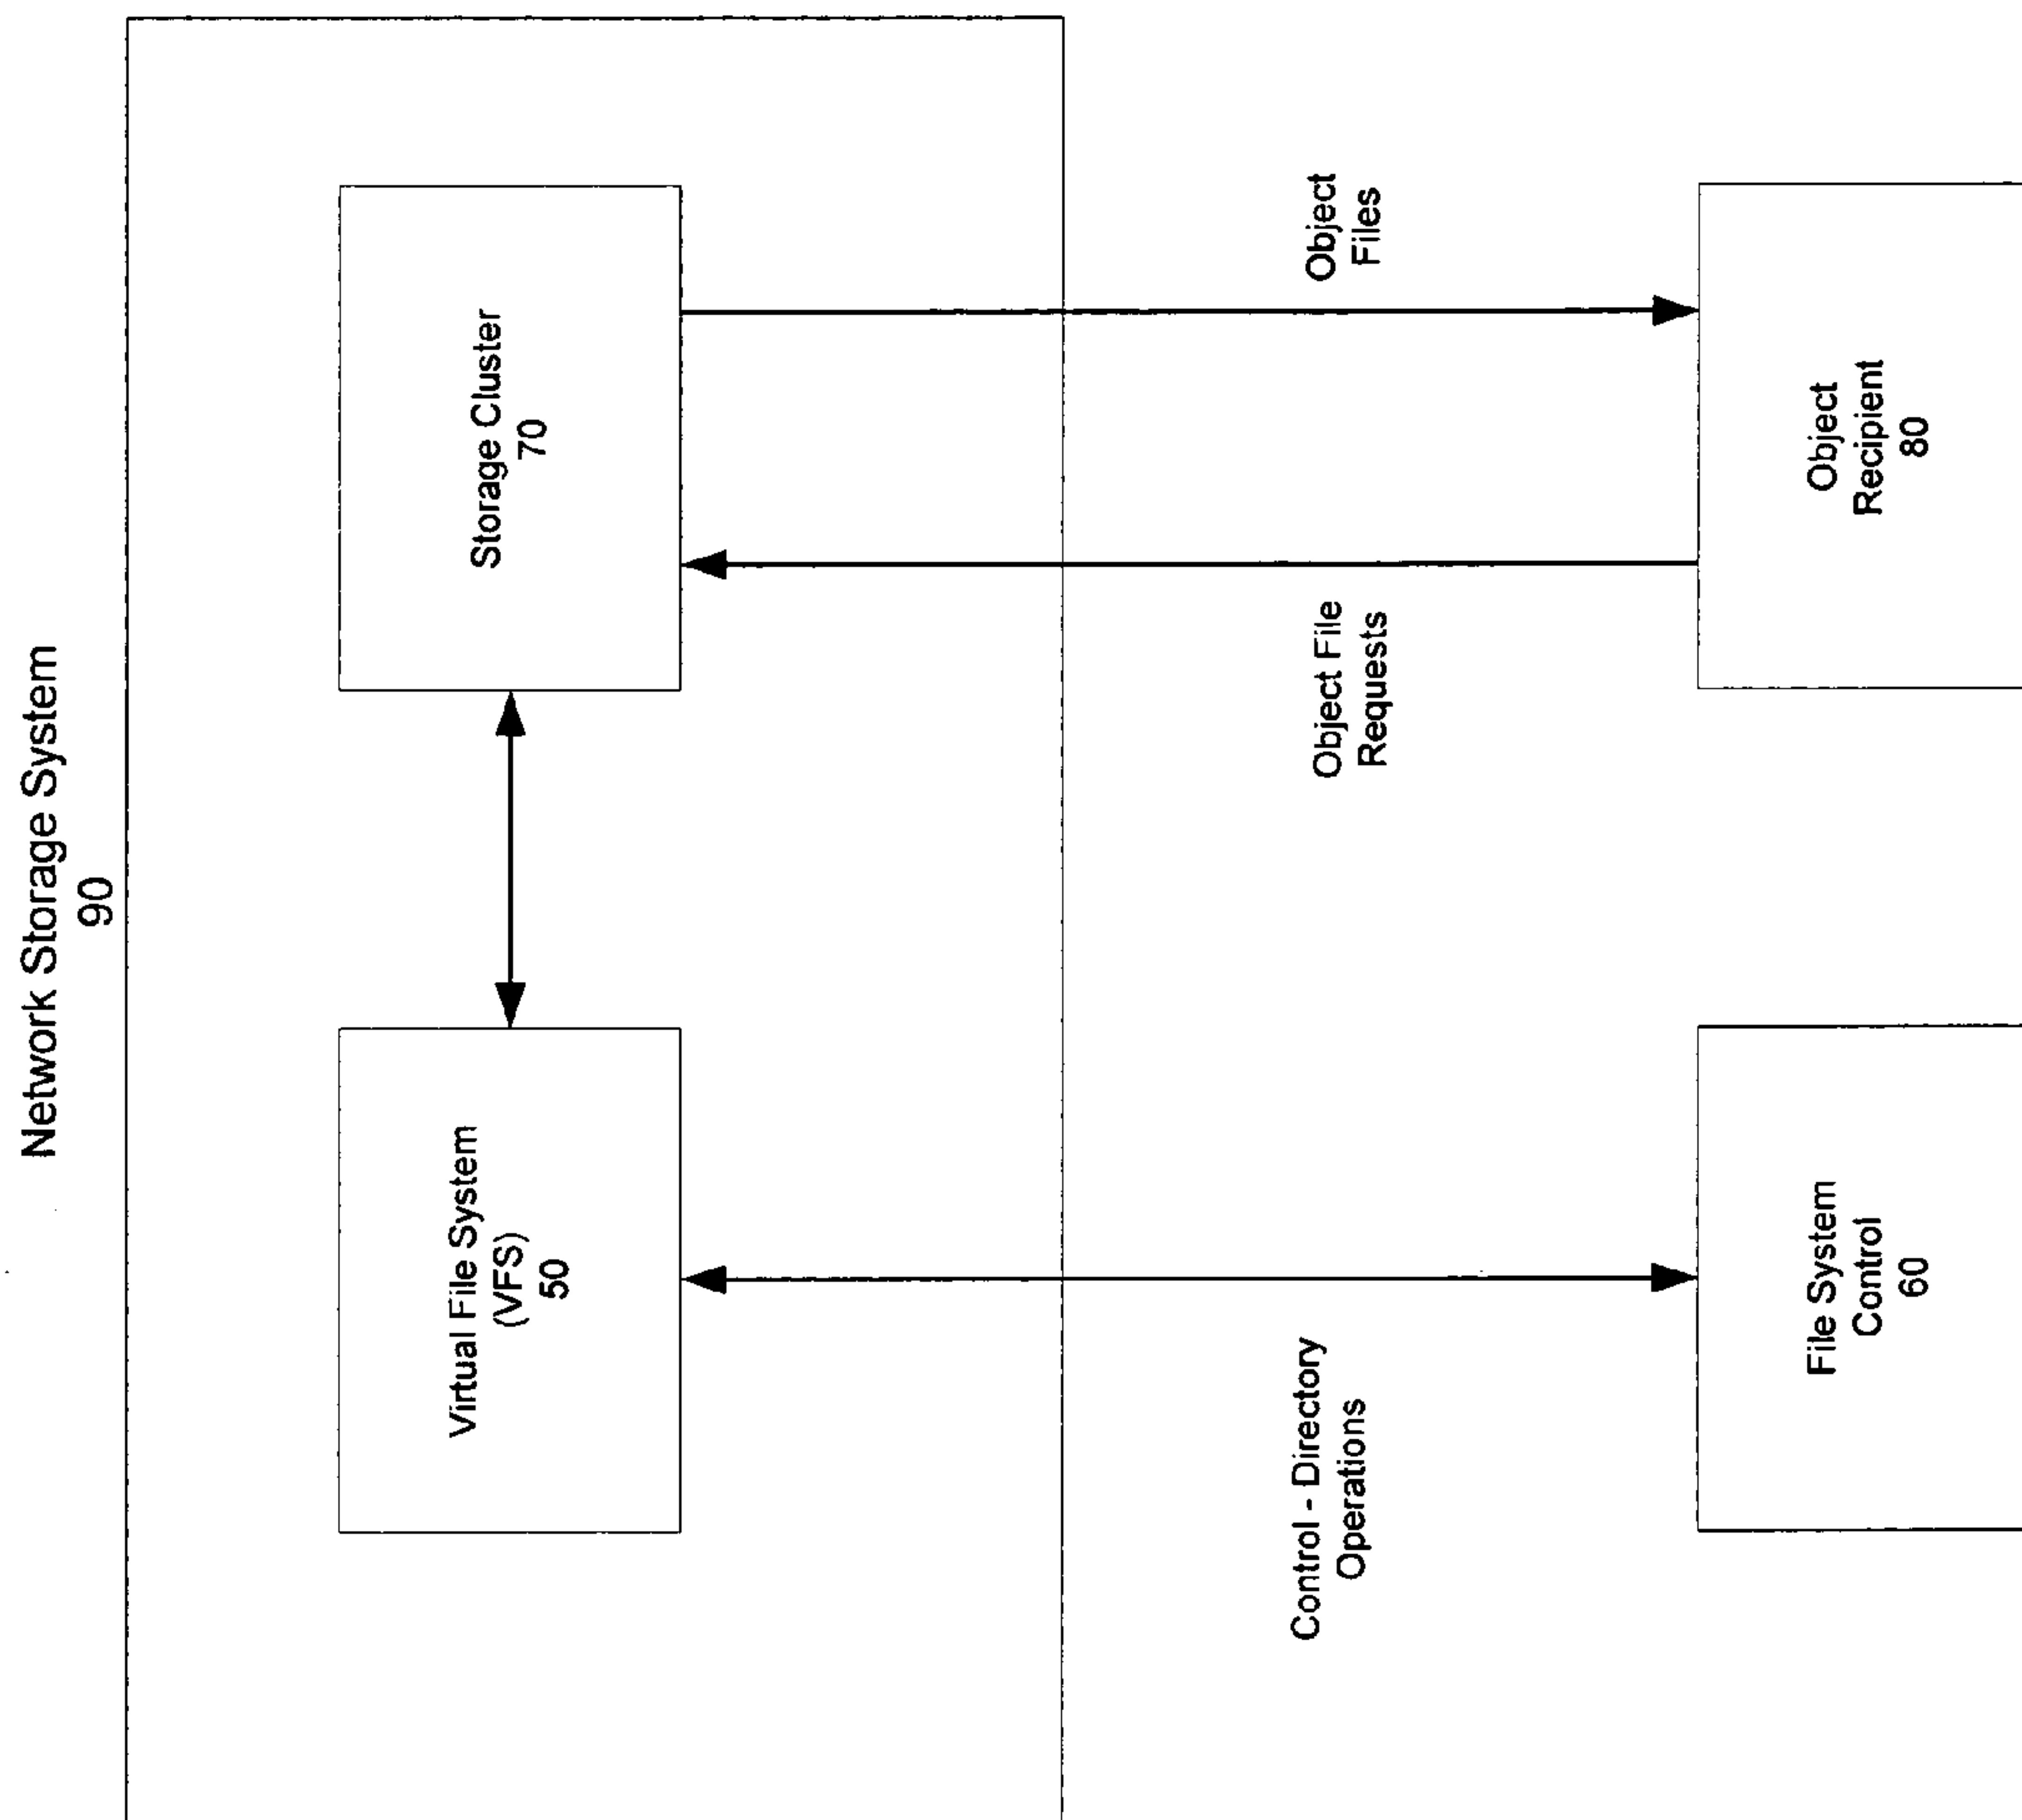 Network Storage System
90
Virtual File System
(VFS)
50
Storage Cluster
70
Control - Directory
Operations
Object File
Requests
Object
Files
File System
Control
60
Object
Recipient
80